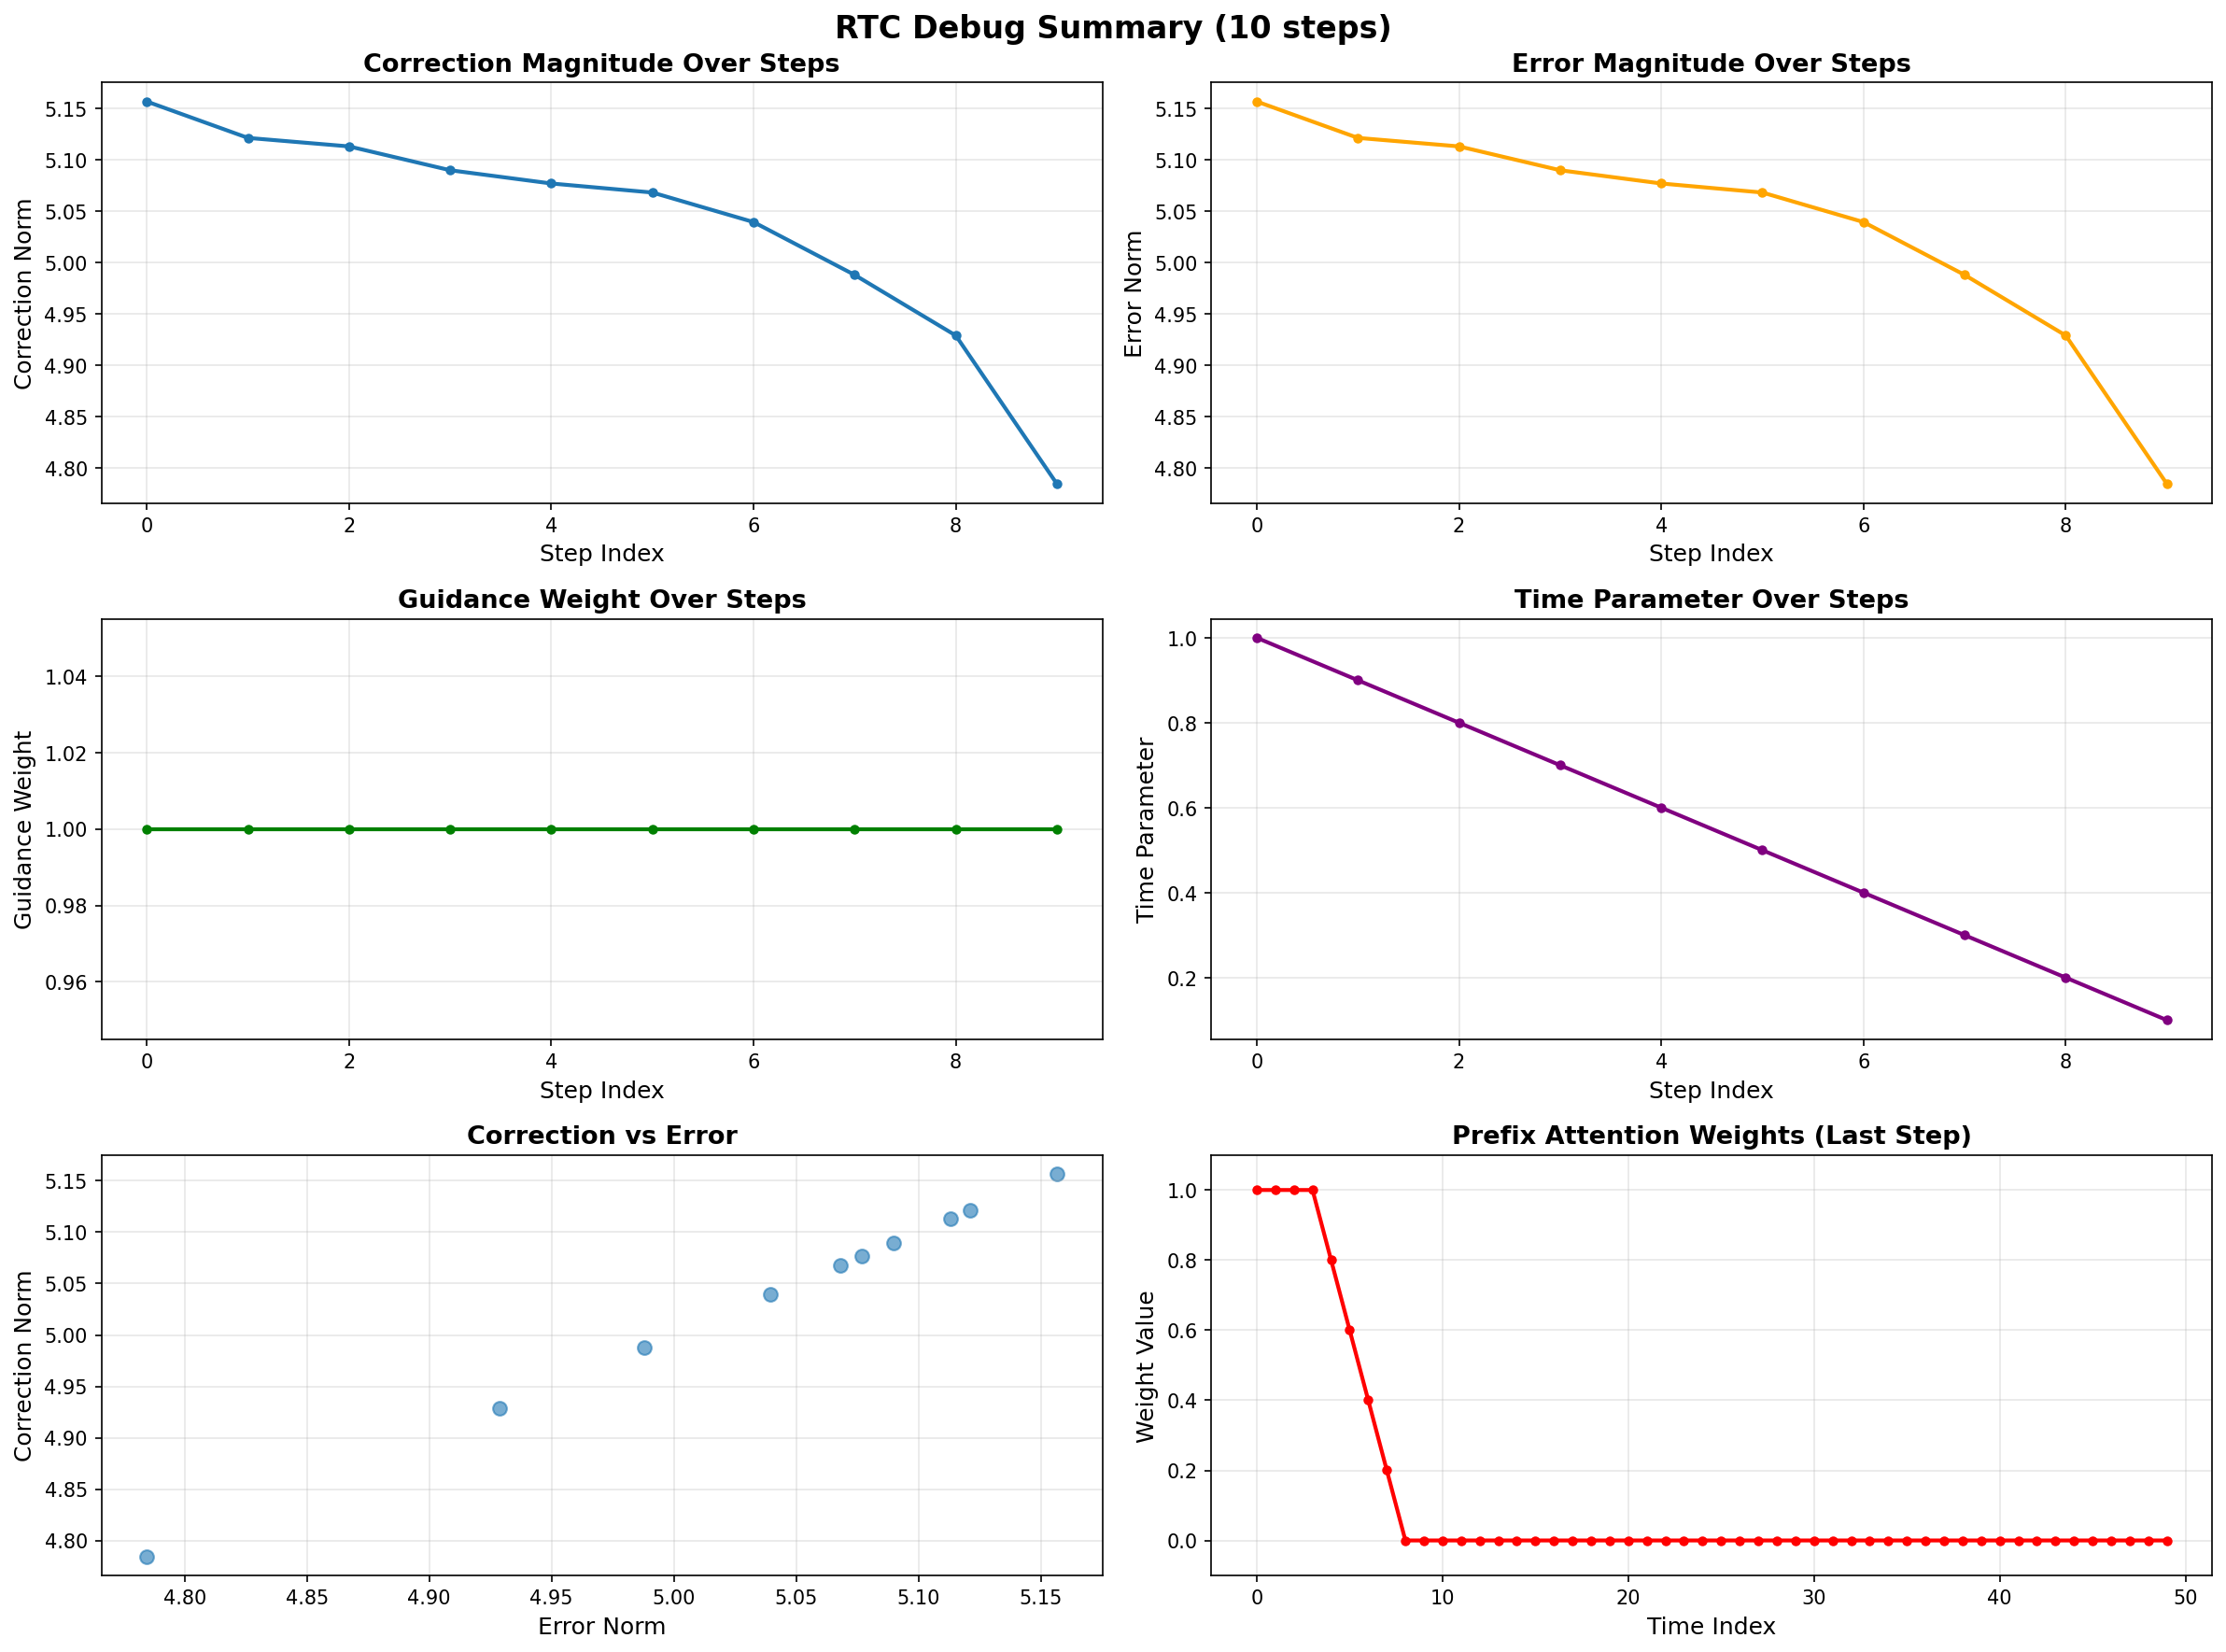 RTC Debug Summary (10 steps)
Correction Magnitude Over Steps
Correction Norm
5.15
5.10
5.05
5.00
4.95
4.90
4.85
4.80
0 2 4 6 8
Step Index
Error Magnitude Over Steps
Error Norm
5.15
5.10
5.05
5.00
4.95
4.90
4.85
4.80
0 2 4 6 8
Step Index
Guidance Weight Over Steps
Guidance Weight
1.04
1.02
1.00
0.98
0.96
0 2 4 6 8
Step Index
Time Parameter Over Steps
Time Parameter
1.0
0.8
0.6
0.4
0.2
0 2 4 6 8
Step Index
Correction vs Error
Correction Norm
5.15
5.10
5.05
5.00
4.95
4.90
4.85
4.80
4.80 4.85 4.90 4.95 5.00 5.05 5.10 5.15
Error Norm
Prefix Attention Weights (Last Step)
Weight Value
1.0
0.8
0.6
0.4
0.2
0.0
0 10 20 30 40 50
Time Index